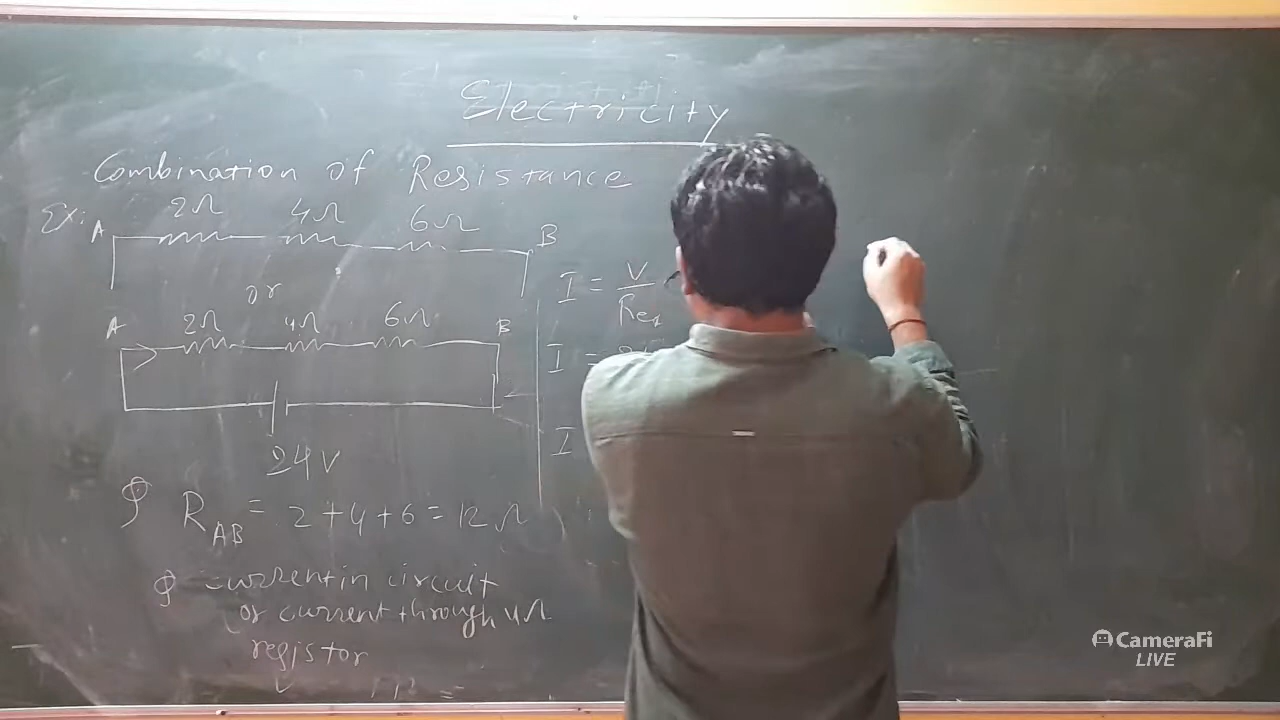 Electricity
Combination of Resistance
Ex:
2Ω 4Ω 6Ω
A B
or
2Ω 4Ω 6Ω
A B
24V
R_AB = 2+4+6 = 12Ω
current in circuit
or current through 4Ω
registor
I = V
Req
I =
I
CameraFi
LIVE